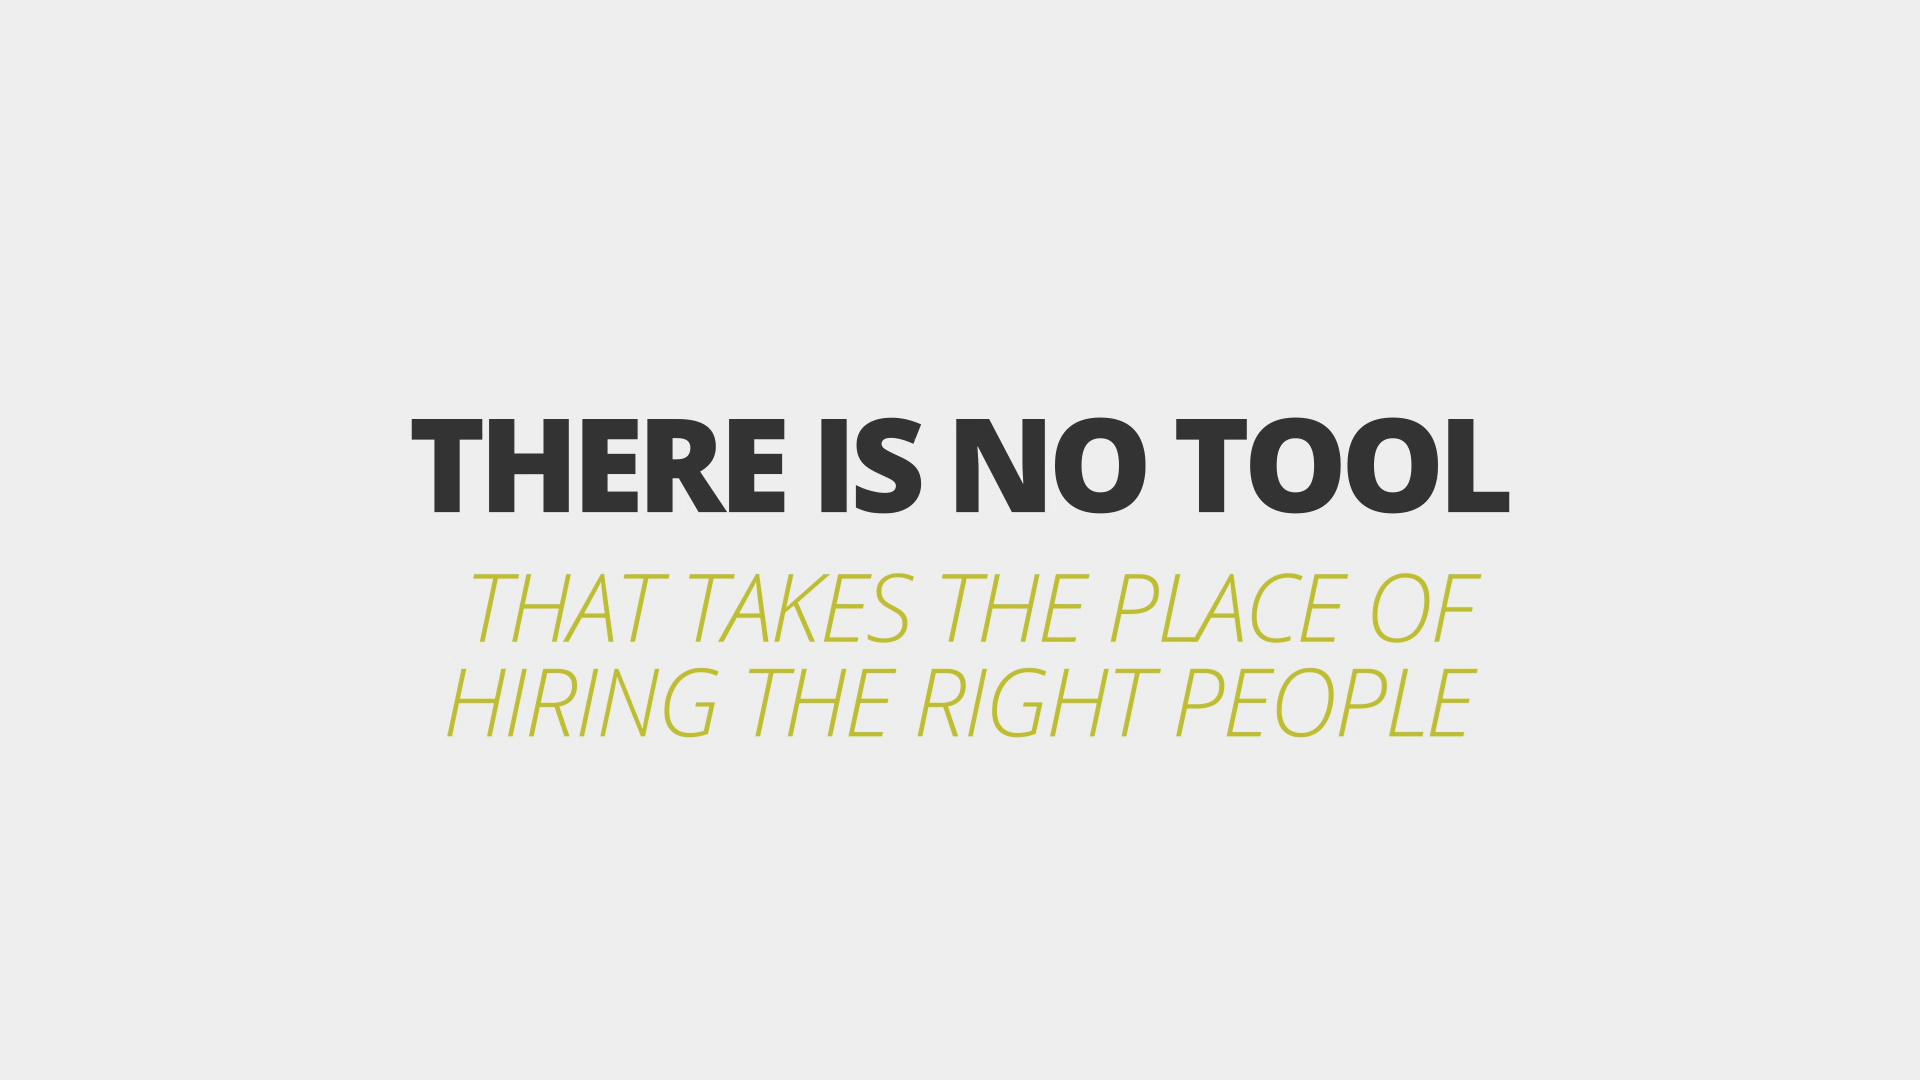 THERE IS NO TOOL
THAT TAKES THE PLACE OF
HIRING THE RIGHT PEOPLE